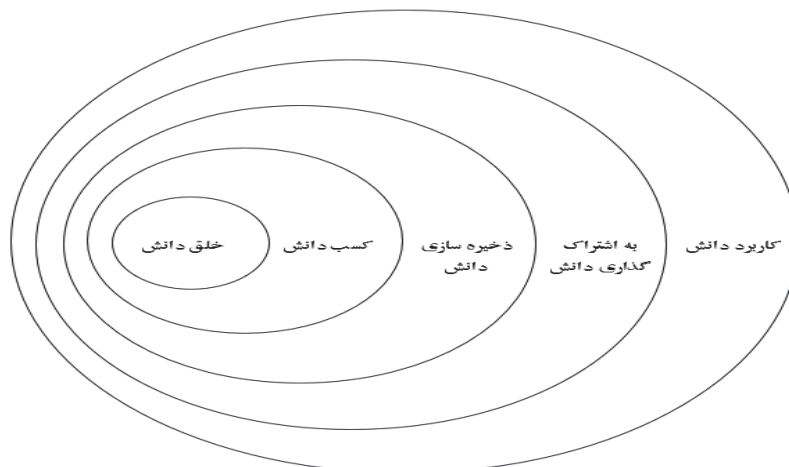 خلق دانش
کسب دانش
ذخیره سازی
دانش
به اشتراک
گذاری دانش
کاربرد دانش